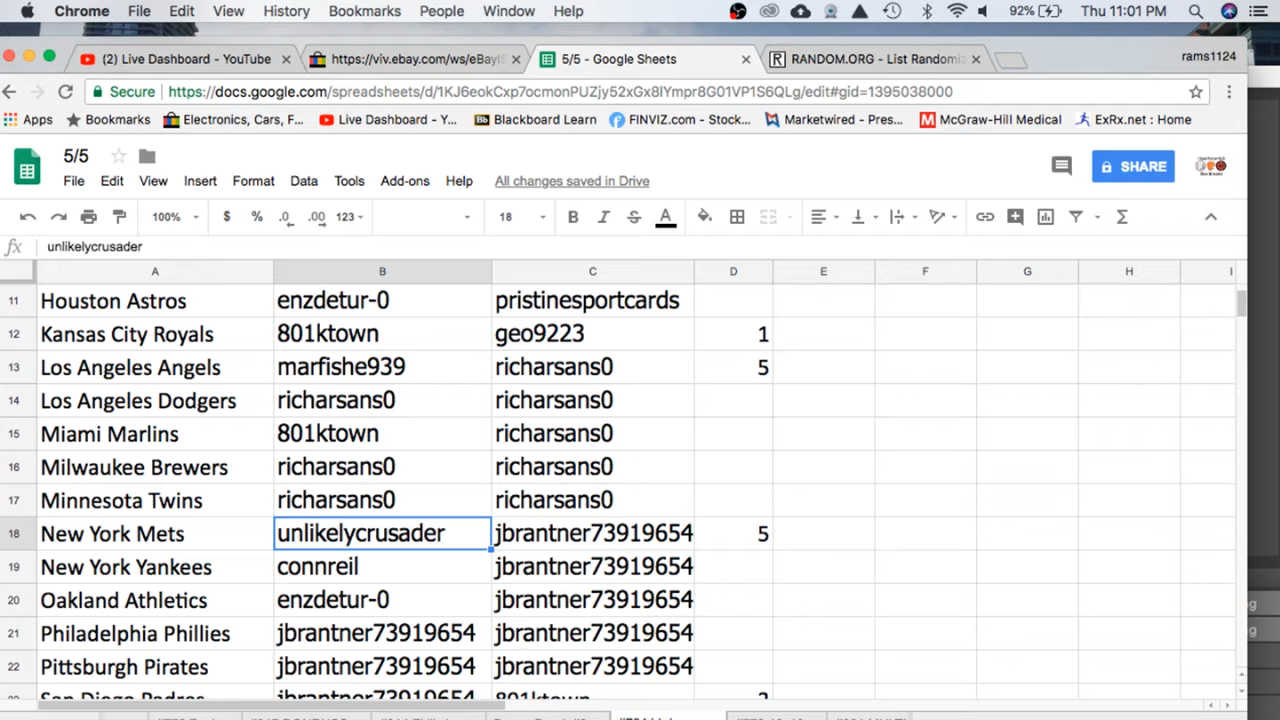 Chrome File Edit View History Bookmarks People Window Help 92% Thu 11:01 PM
(2) Live Dashboard - YouTube https://viv.ebay.com/ws/eBayIS 5/5 - Google Sheets RANDOM.ORG - List Randomiz rams1124
Secure https://docs.google.com/spreadsheets/d/1KJ6eokCxp7ocmonPUZjy52xGx8lYmpr8G01VP1S6QLg/edit#gid=1395038000
Apps Bookmarks Electronics, Cars, F... Live Dashboard - Y... Blackboard Learn FINVIZ.com - Stock... Marketwired - Pres... McGraw-Hill Medical ExRx.net : Home
5/5
File Edit View Insert Format Data Tools Add-ons Help All changes saved in Drive
SHARE
100% $ % .0 .00 123 18 B I S A
fx unlikelycrusader
A B C D E F G H I
11 Houston Astros enzdetur-0 pristinesportcards
12 Kansas City Royals 801ktown geo9223 1
13 Los Angeles Angels marfishe939 richarsans0 5
14 Los Angeles Dodgers richarsans0 richarsans0
15 Miami Marlins 801ktown richarsans0
16 Milwaukee Brewers richarsans0 richarsans0
17 Minnesota Twins richarsans0 richarsans0
18 New York Mets unlikelycrusader jbrantner73919654 5
19 New York Yankees connreil jbrantner73919654
20 Oakland Athletics enzdetur-0 jbrantner73919654
21 Philadelphia Phillies jbrantner73919654 jbrantner73919654
22 Pittsburgh Pirates jbrantner73919654 jbrantner73919654
San Diego Padres jbrantner73919654 801ktown 2